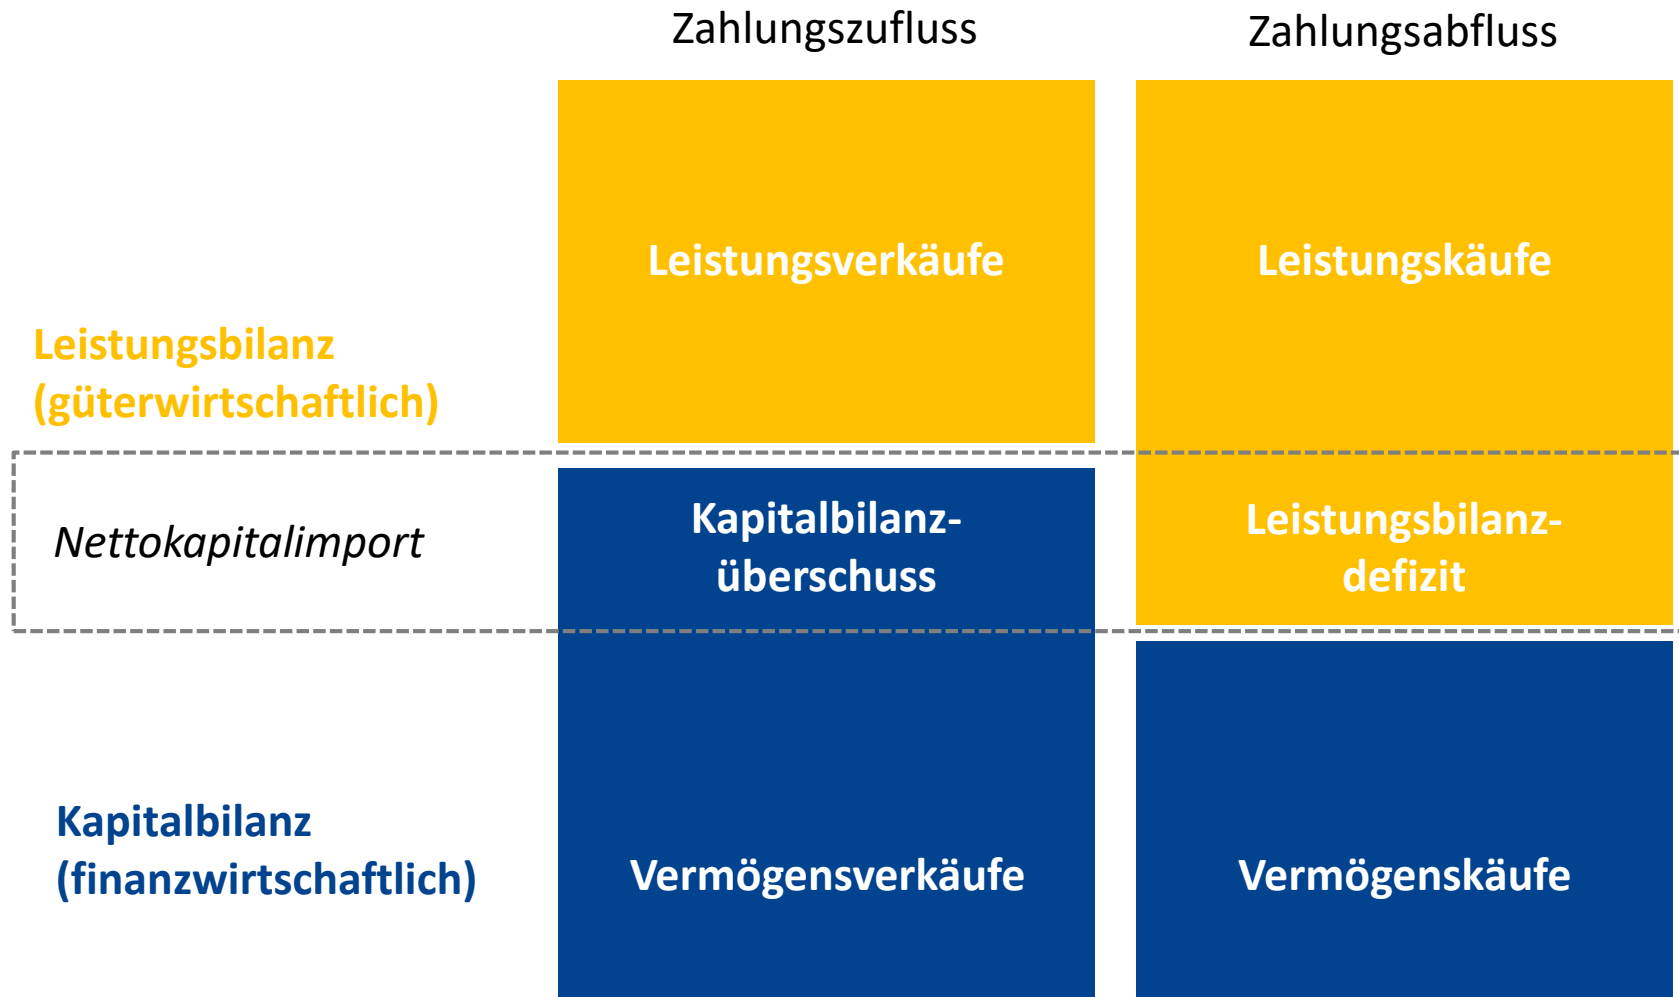 Zahlungszufluss
Zahlungsabfluss
Leistungsverkäufe
Leistungskäufe
Leistungsbilanz
(güterwirtschaftlich)
Nettokapitalimport
Kapitalbilanz-
überschuss
Leistungsbilanz-
defizit
Kapitalbilanz
(finanzwirtschaftlich)
Vermögensverkäufe
Vermögenskäufe